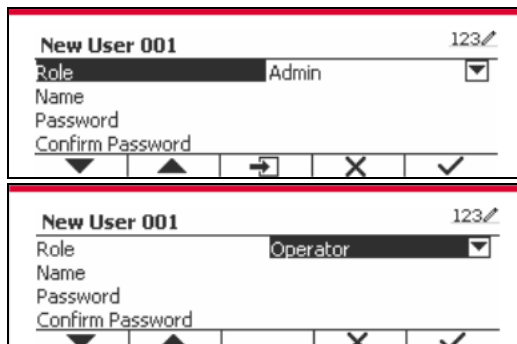 New User 001 123
Role Admin
Name
Password
Confirm Password
New User 001 123
Role Operator
Name
Password
Confirm Password